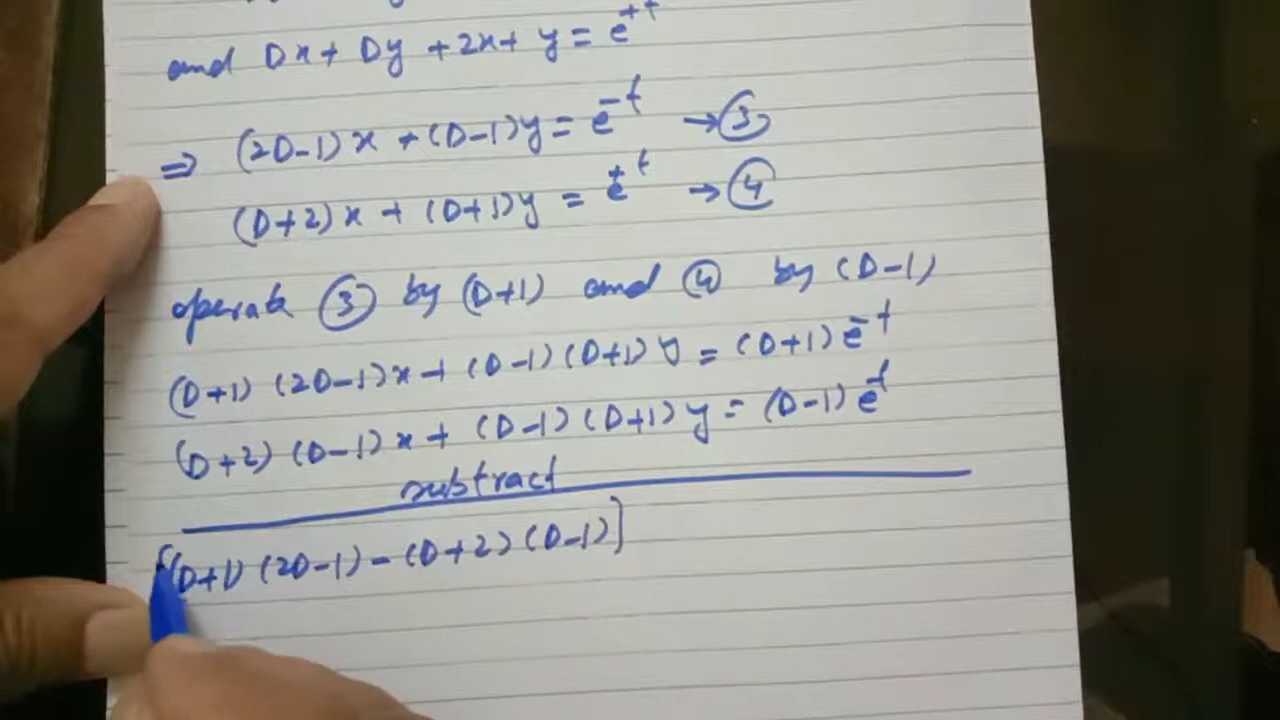 and Dx + Dy + 2x + y = e^{+t}
⇒ (2D-1)x + (D-1)y = e^{-t} → ③
(D+2)x + (D+1)y = e^{+t} → ④
operate ③ by (D+1) and ④ by (D-1)
(D+1) (2D-1)x + (D-1)(D+1)y = (D+1)e^{-t}
(D+2) (D-1)x + (D-1)(D+1)y = (D-1)e^{t}
subtract
[(D+1) (2D-1) - (D+2)(D-1)]